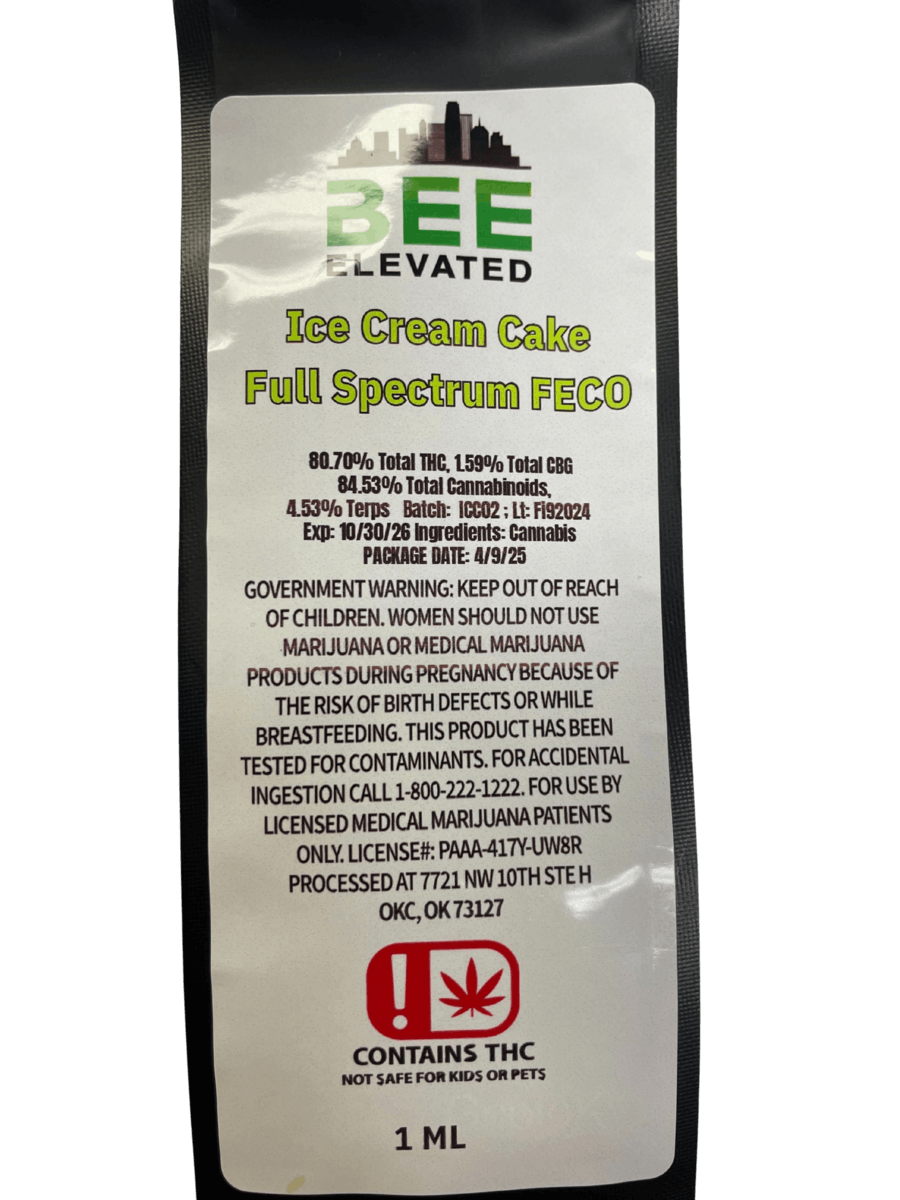 BEE
ELEVATED
Ice Cream Cake
Full Spectrum FECO
80.70% Total THC, 1.59% Total CBG
84.53% Total Cannabinoids,
4.53% Terps Batch: ICC02 ; Lt: Fi92024
Exp: 10/30/26 Ingredients: Cannabis
PACKAGE DATE: 4/9/25
GOVERNMENT WARNING: KEEP OUT OF REACH
OF CHILDREN. WOMEN SHOULD NOT USE
MARIJUANA OR MEDICAL MARIJUANA
PRODUCTS DURING PREGNANCY BECAUSE OF
THE RISK OF BIRTH DEFECTS OR WHILE
BREASTFEEDING. THIS PRODUCT HAS BEEN
TESTED FOR CONTAMINANTS. FOR ACCIDENTAL
INGESTION CALL 1-800-222-1222. FOR USE BY
LICENSED MEDICAL MARIJUANA PATIENTS
ONLY. LICENSE#: PAAA-417Y-UW8R
PROCESSED AT 7721 NW 10TH STE H
OKC, OK 73127
CONTAINS THC
NOT SAFE FOR KIDS OR PETS
1 ML